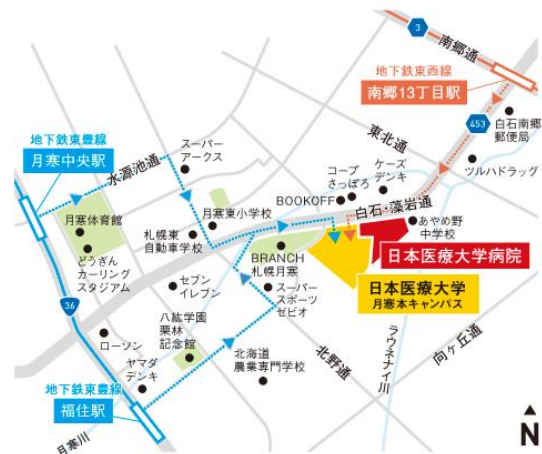 3
南郷通
地下鉄東西線
南郷13丁目駅
453
白石南郷
郵便局
東北通
ツルハドラッグ
地下鉄東豊線
月寒中央駅
水源池通
スーパー
アークス
コープ
さっぽろ
ケーズ
デンキ
BOOKOFF
白石・藻岩通
あやめ野
中学校
月寒体育館
月寒東小学校
札幌東
自動車学校
どうぎん
カーリング
スタジアム
BRANCH
札幌月寒
日本医療大学病院
日本医療大学
月寒本キャンパス
セブン
イレブン
スーパー
スポーツ
ゼビオ
36
八紘学園
栗林
記念館
ローソン
ヤマダ
デンキ
北海道
農業専門学校
北野通
ラウネナイ川
向ヶ丘通
地下鉄東豊線
福住駅
月寒川
N